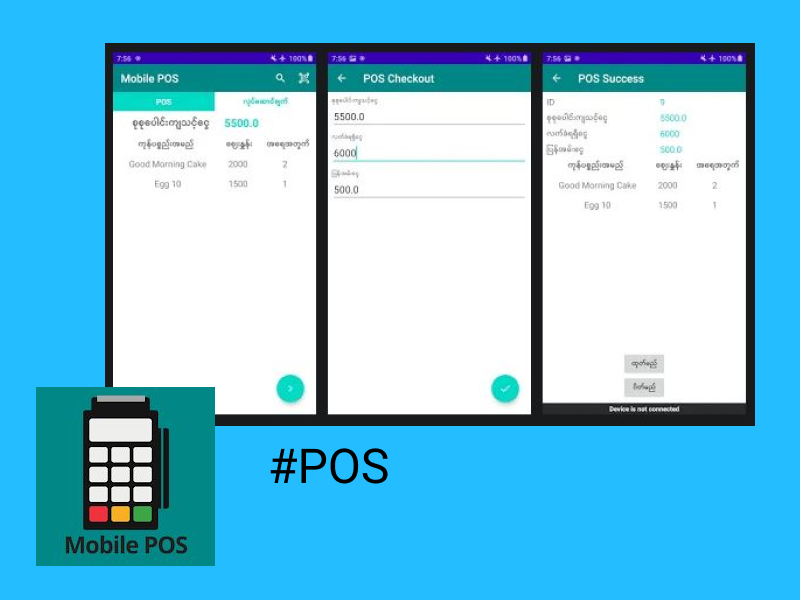 7:56
100%
Mobile POS
POS
လုပ်ဆောင်ချက်
စုစုပေါင်းကျသင့်ငွေ 5500.0
ကုန်ပစ္စည်းအမည် ဈေးနှုန်း အရေအတွက်
Good Morning Cake 2000 2
Egg 10 1500 1
7:56
100%
POS Checkout
စုစုပေါင်းကျသင့်ငွေ
5500.0
လက်ခံရရှိငွေ
6000
ပြန်အမ်းငွေ
500.0
7:56
100%
POS Success
ID 9
စုစုပေါင်းကျသင့်ငွေ 5500.0
လက်ခံရရှိငွေ 6000
ပြန်အမ်းငွေ 500.0
ကုန်ပစ္စည်းအမည် ဈေးနှုန်း အရေအတွက်
Good Morning Cake 2000 2
Egg 10 1500 1
ထုတ်မည်
ပိတ်မည်
Device is not connected
#POS
Mobile POS